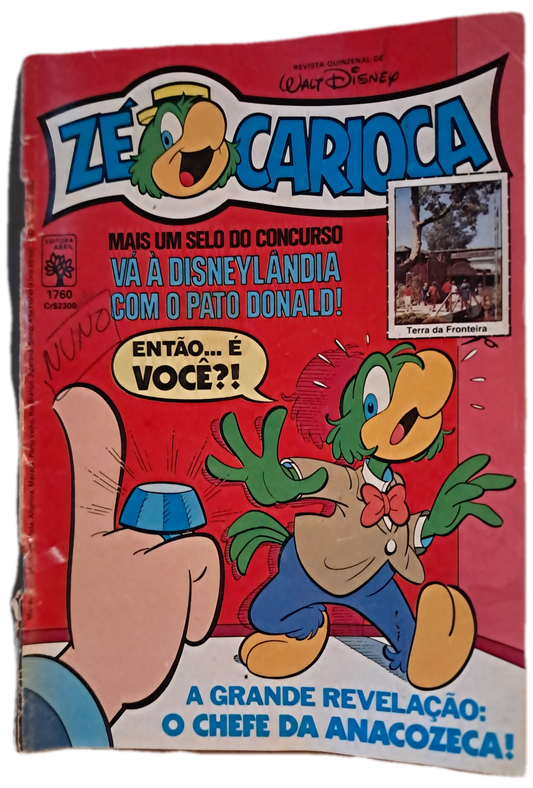 REVISTA QUINZENAL DE
WALT DISNEY
ZÉ CARIOCA
EDITORA
ABRIL
1760
Cr$2300
MAIS UM SELO DO CONCURSO
VÁ À DISNEYLÂNDIA
COM O PATO DONALD!
Terra da Fronteira
NUNO
ENTÃO... É
VOCÊ?!
A GRANDE REVELAÇÃO:
O CHEFE DA ANACOZECA!